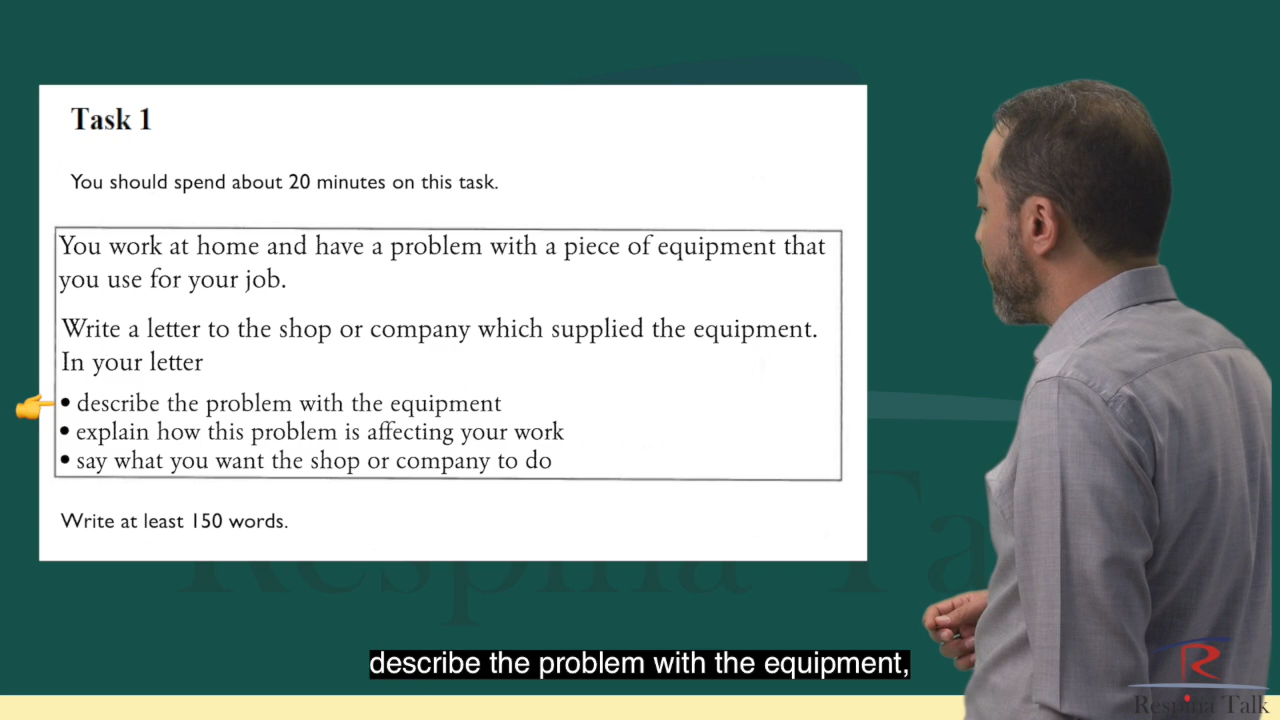 Task 1
You should spend about 20 minutes on this task.
You work at home and have a problem with a piece of equipment that
you use for your job.
Write a letter to the shop or company which supplied the equipment.
In your letter
• describe the problem with the equipment
• explain how this problem is affecting your work
• say what you want the shop or company to do
Write at least 150 words.
Respina Ta
describe the problem with the equipment,
R
Respina Talk